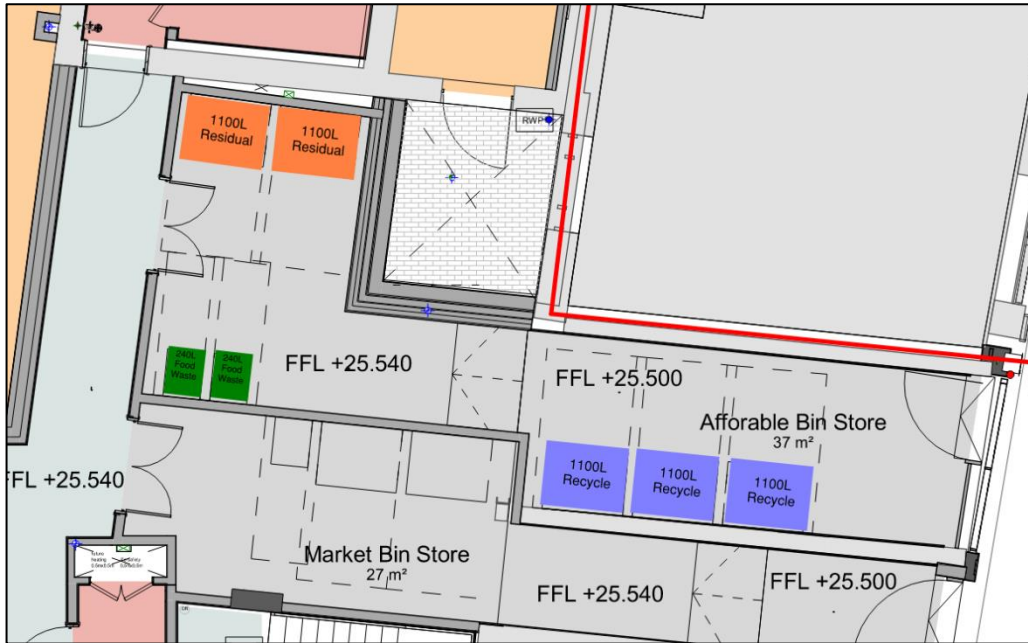 1100L
Residual
1100L
Residual
RWP
240L
Food
Waste
240L
Food
Waste
FFL +25.540
FFL +25.500
Afforable Bin Store
37 m²
1100L
Recycle
1100L
Recycle
1100L
Recycle
FFL +25.540
Market Bin Store
27 m²
FFL +25.540
FFL +25.500